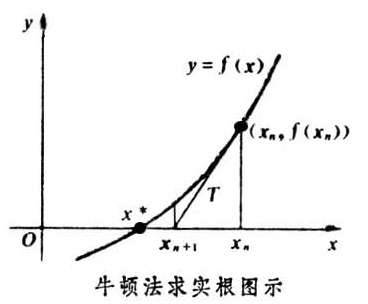 y
y=f(x)
(xₙ, f(xₙ))
T
x*
O
xₙ₊₁
xₙ
x
牛顿法求实根图示